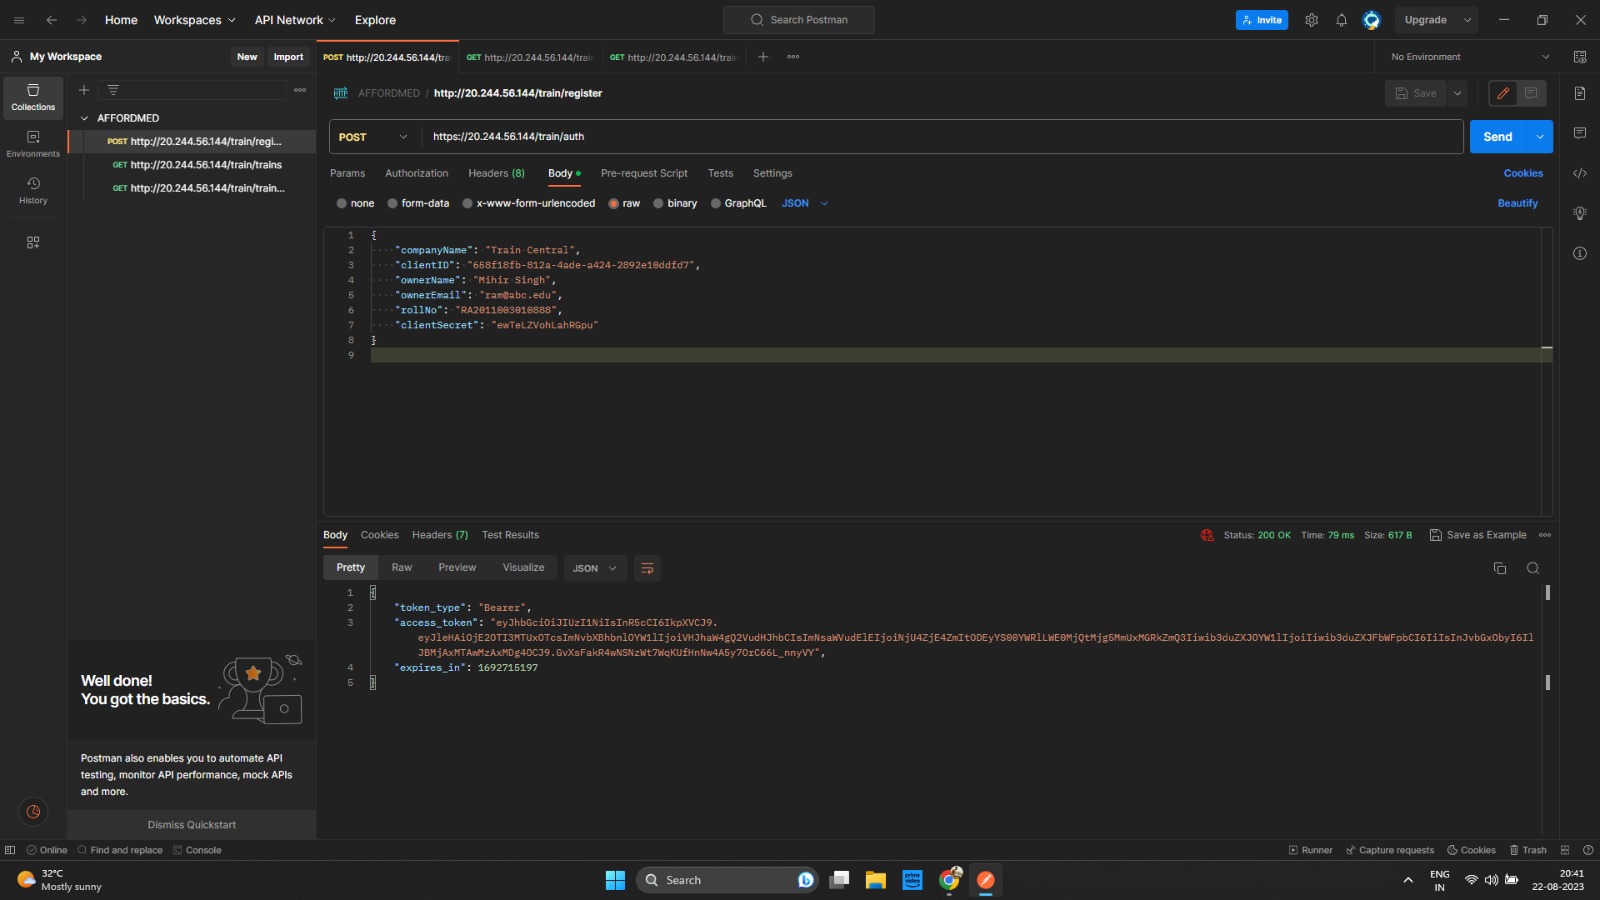 Home
Workspaces
API Network
Explore
Search Postman
Invite
Upgrade
My Workspace
New
Import
POST http://20.244.56.144/tra
GET http://20.244.56.144/train
GET http://20.244.56.144/train
No Environment
Collections
Environments
History
AFFORDMED
POST http://20.244.56.144/train/regi...
GET http://20.244.56.144/train/trains
GET http://20.244.56.144/train/train...
HTTP AFFORDMED / http://20.244.56.144/train/register
Save
POST
https://20.244.56.144/train/auth
Send
Params
Authorization
Headers (8)
Body
Pre-request Script
Tests
Settings
Cookies
none
form-data
x-www-form-urlencoded
raw
binary
GraphQL
JSON
Beautify
1 {
2 "companyName": "Train Central",
3 "clientID": "658f18fb-812a-4ade-a424-2892e10ddfd7",
4 "ownerName": "Mihir Singh",
5 "ownerEmail": "ram@abc.edu",
6 "rollNo": "RA2011003010888",
7 "clientSecret": "ewTeLZVohLahRGpu"
8 }
9
Body
Cookies
Headers (7)
Test Results
Status: 200 OK
Time: 79 ms
Size: 617 B
Save as Example
Pretty
Raw
Preview
Visualize
JSON
1 {
2 "token_type": "Bearer",
3 "access_token": "eyJhbGciOiJIUzI1NiIsInR5cCI6IkpXVCJ9.
4 "expires_in": 1692715197
5 }
Well done!
You got the basics.
Postman also enables you to automate API
testing, monitor API performance, mock APIs
and more.
Dismiss Quickstart
Online
Find and replace
Console
Runner
Capture requests
Cookies
Trash
32°C
Mostly sunny
Search
prime video
ENG
IN
20:41
22-08-2023